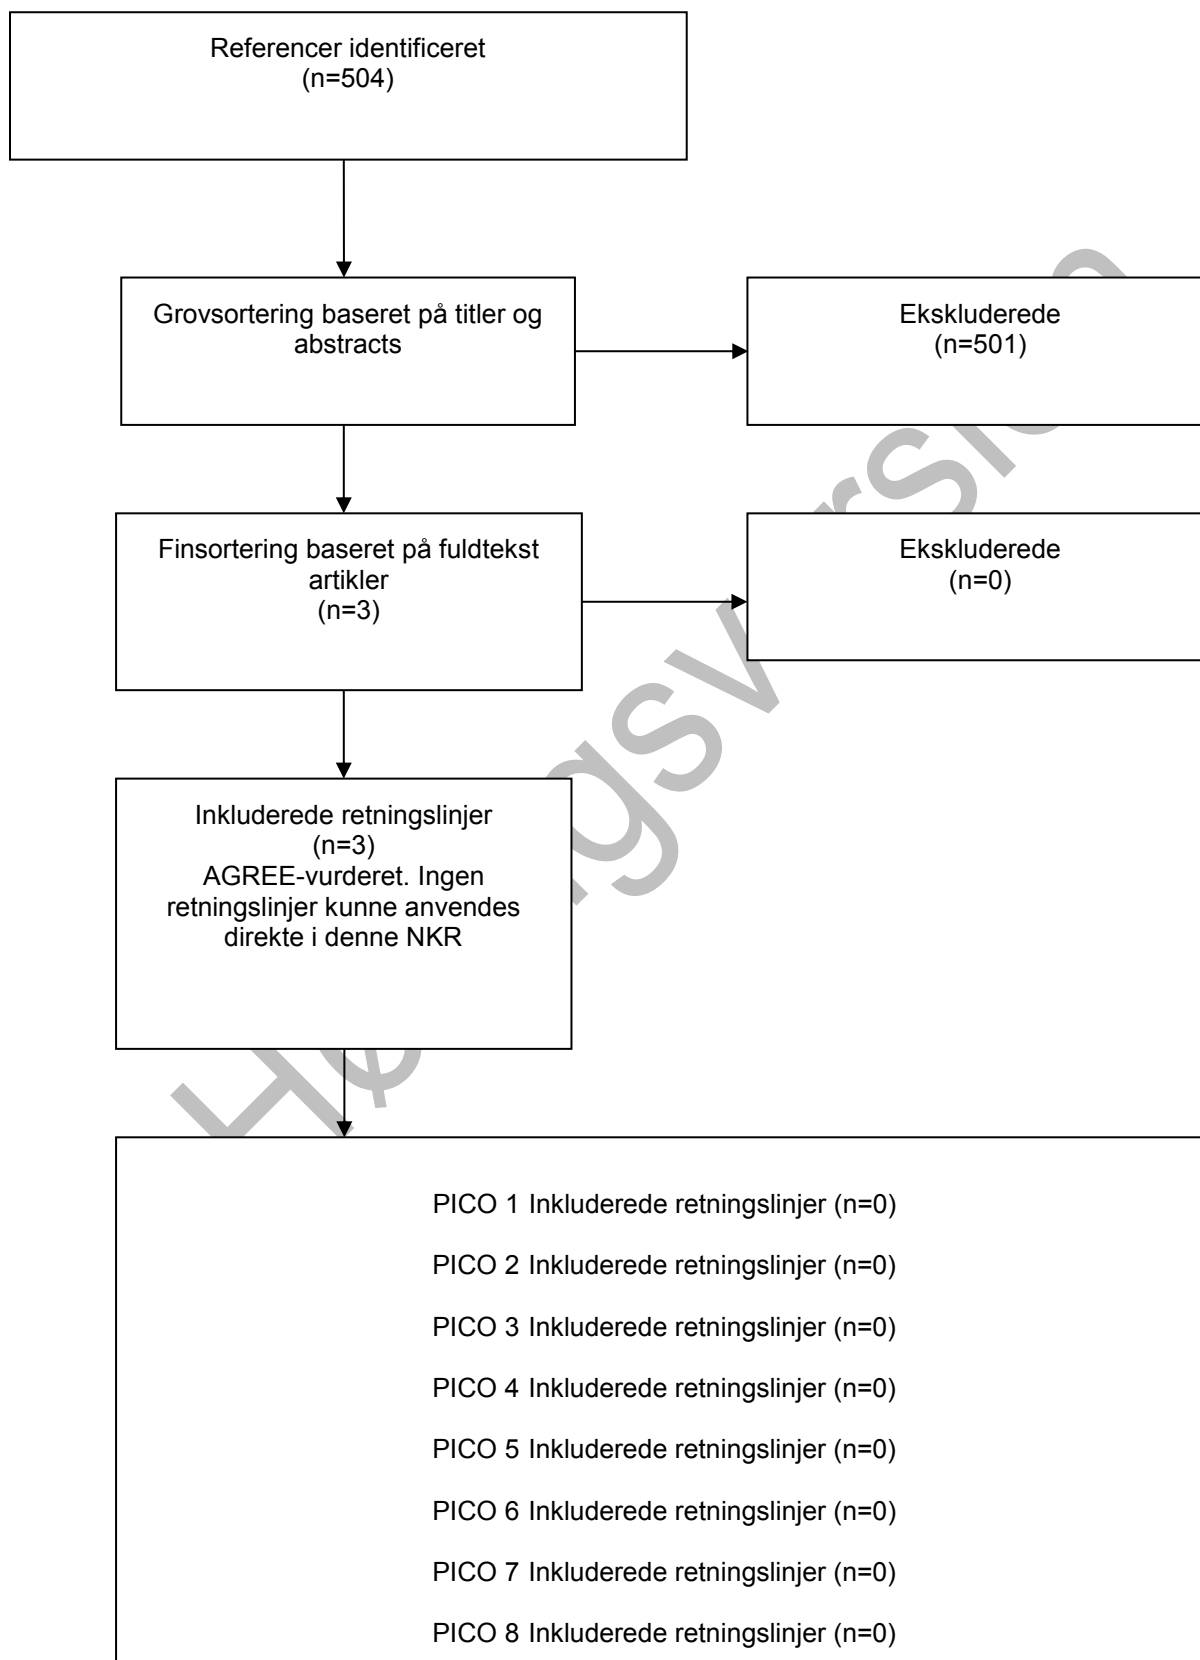 Referencer identificeret
(n=504)
Grovsortering baseret på titler og
abstracts
Ekskluderede
(n=501)
Finsortering baseret på fuldtekst
artikler
(n=3)
Ekskluderede
(n=0)
Inkluderede retningslinjer
(n=3)
AGREE-vurderet. Ingen
retningslinjer kunne anvendes
direkte i denne NKR
PICO 1 Inkluderede retningslinjer (n=0)
PICO 2 Inkluderede retningslinjer (n=0)
PICO 3 Inkluderede retningslinjer (n=0)
PICO 4 Inkluderede retningslinjer (n=0)
PICO 5 Inkluderede retningslinjer (n=0)
PICO 6 Inkluderede retningslinjer (n=0)
PICO 7 Inkluderede retningslinjer (n=0)
PICO 8 Inkluderede retningslinjer (n=0)